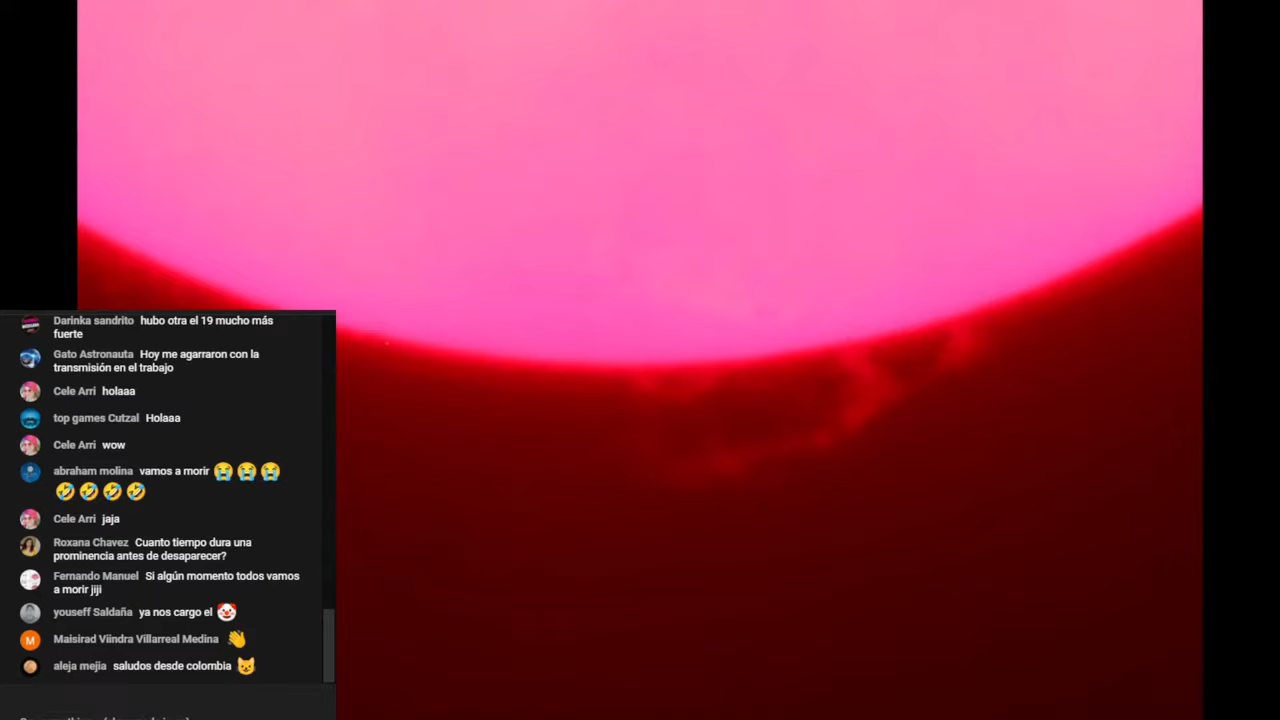 Darinka sandrito hubo otra el 19 mucho más
fuerte
Gato Astronauta Hoy me agarraron con la
transmisión en el trabajo
Cele Arri holaaa
top games Cutzal Holaaa
Cele Arri wow
abraham molina vamos a morir 😭😭😭
🤣🤣🤣🤣
Cele Arri jaja
Roxana Chavez Cuanto tiempo dura una
prominencia antes de desaparecer?
Fernando Manuel Si algún momento todos vamos
a morir jiji
youseff Saldaña ya nos cargo el 🤡
M
Maisirad Viindra Villarreal Medina 👋
aleja mejia saludos desde colombia 😺